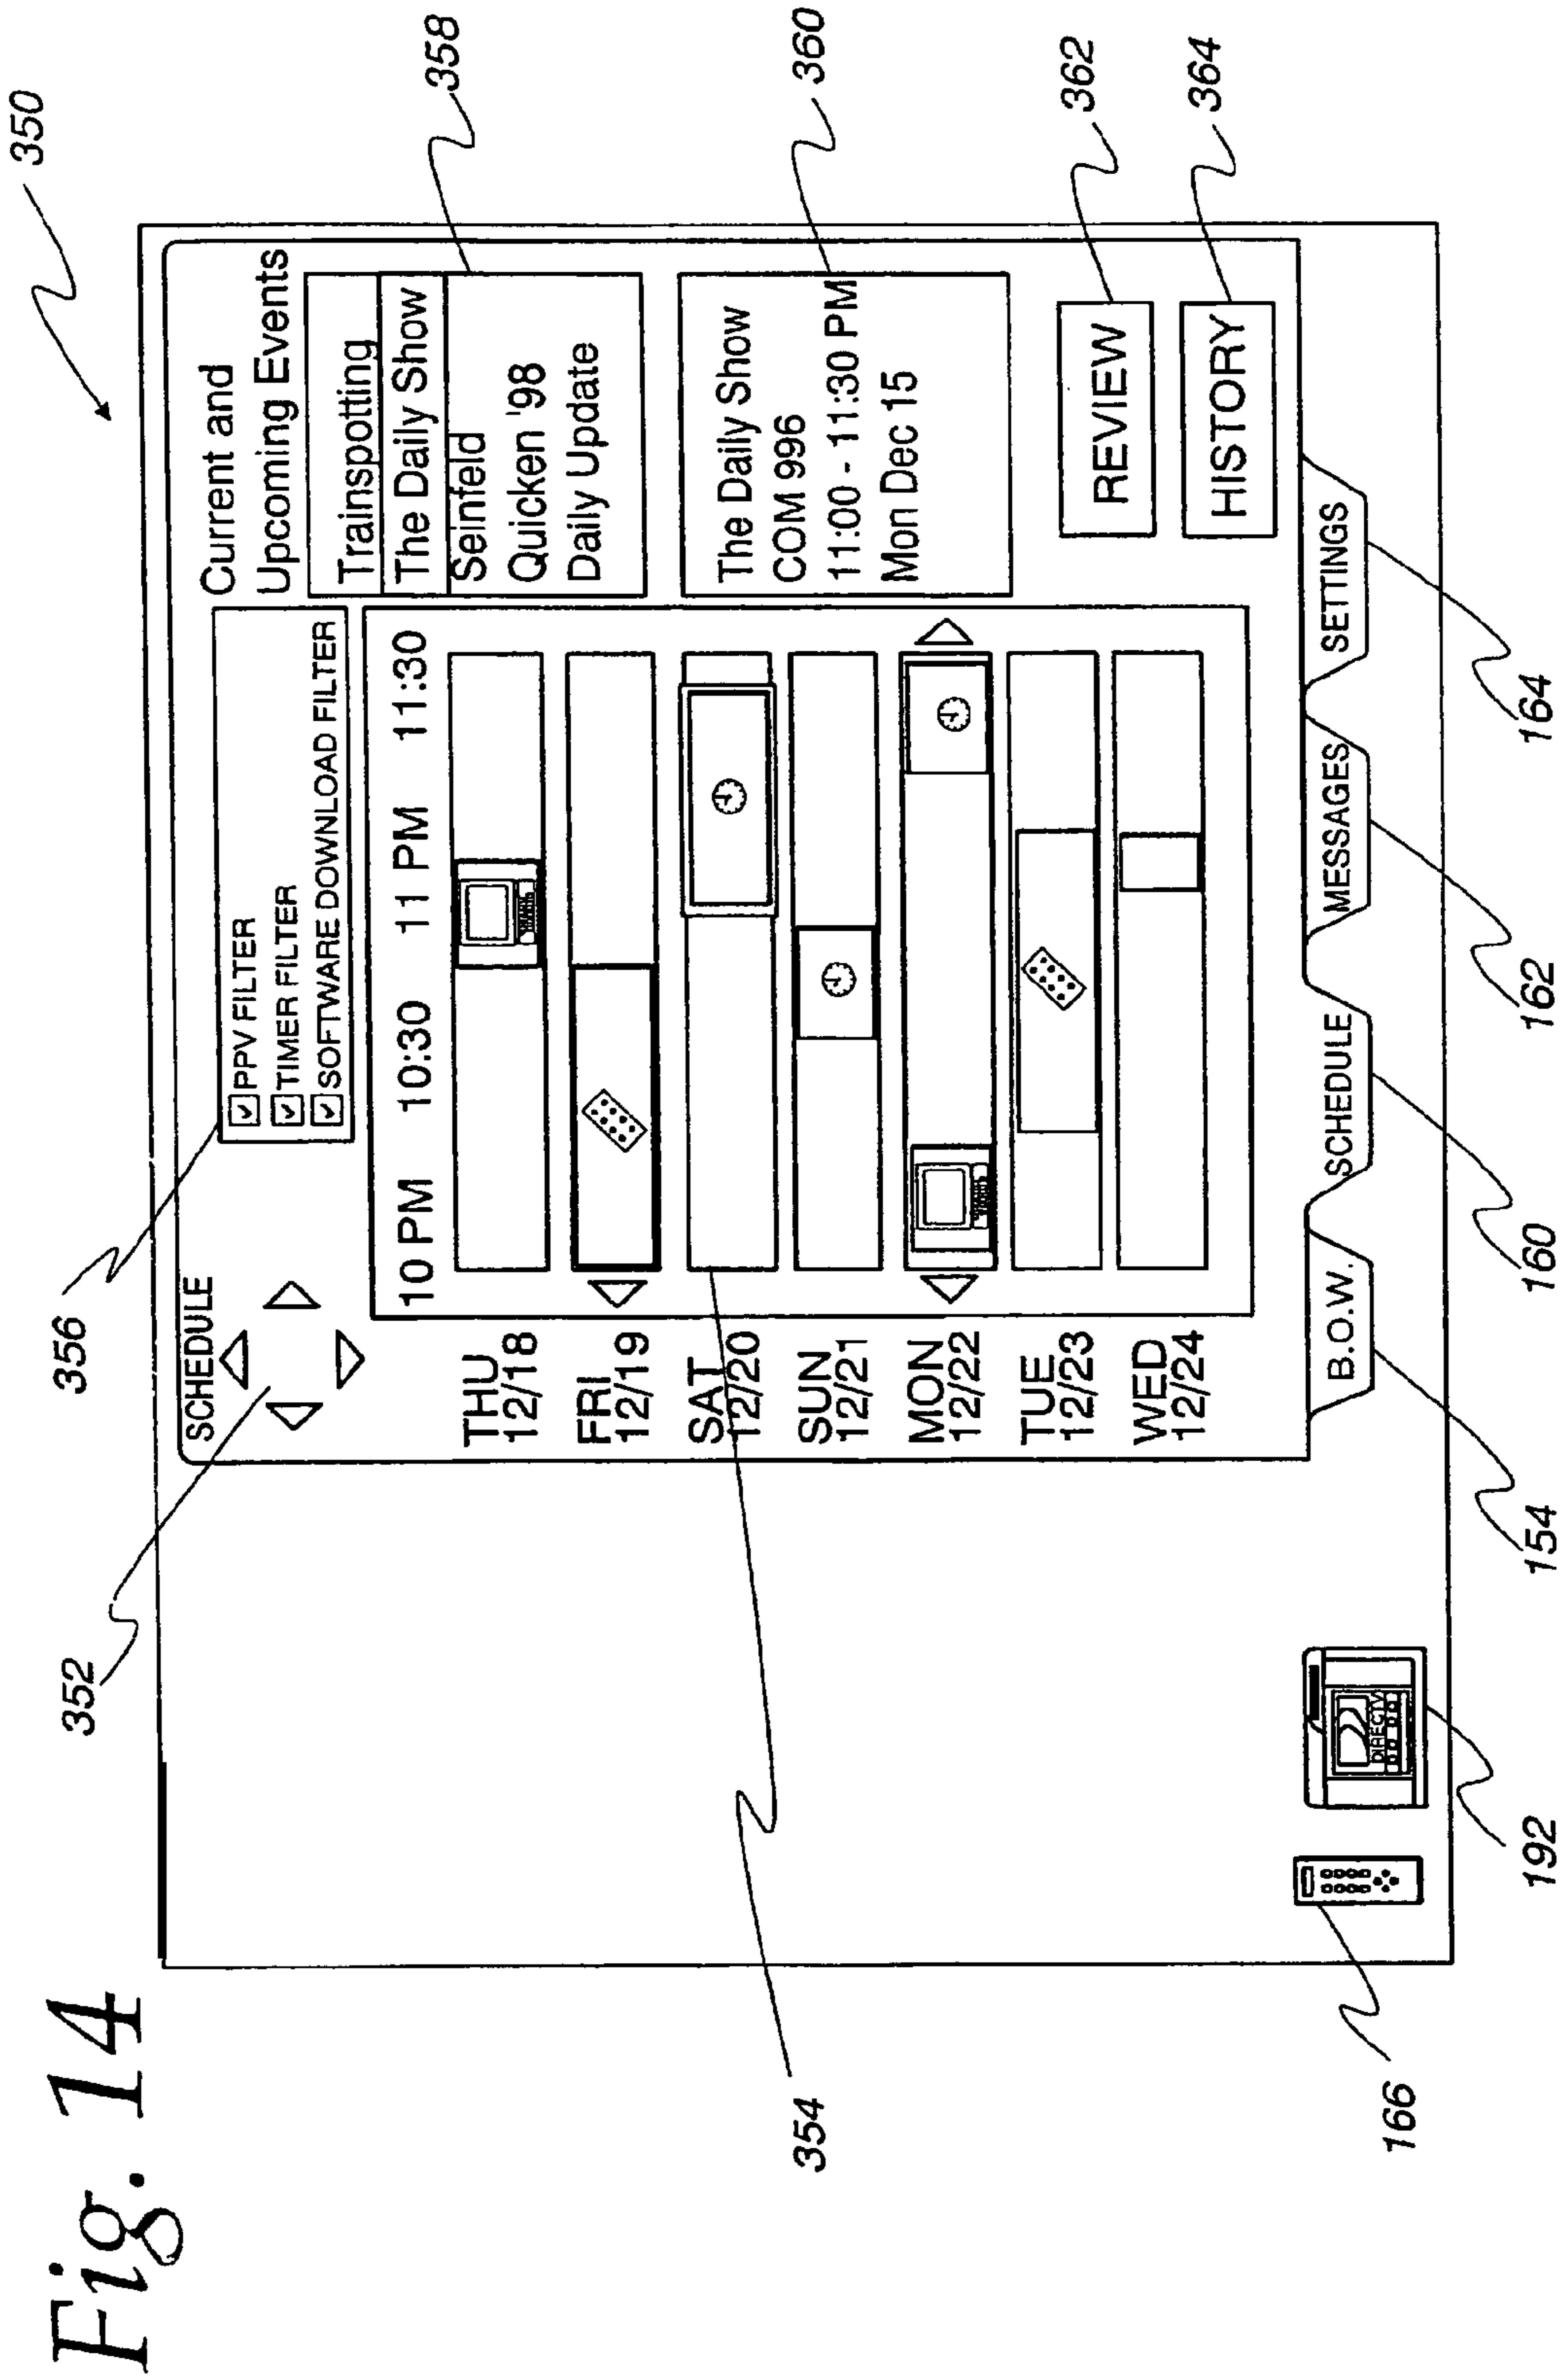 Fig. 14
350
352
356
SCHEDULE
PPV FILTER
TIMER FILTER
SOFTWARE DOWNLOAD FILTER
Current and
Upcoming Events
Trainspotting
The Daily Show
Seinfeld
Quicken '98
Daily Update
358
10 PM 10:30 11 PM 11:30
THU
12/18
FRI
12/19
SAT
12/20
SUN
12/21
MON
12/22
TUE
12/23
WED
12/24
354
The Daily Show
COM 996
11:00 - 11:30 PM
Mon Dec 15
360
REVIEW
362
HISTORY
364
DIRECTV
B.O.W.
SCHEDULE
MESSAGES
SETTINGS
166
192
154
160
162
164